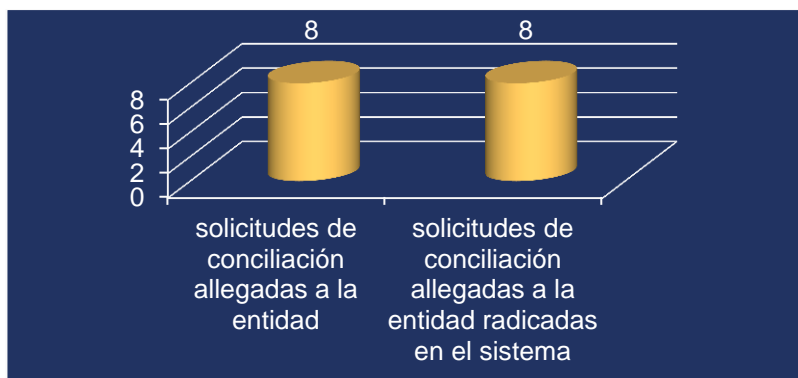 8 8
8
6
4
2
0
solicitudes de
conciliación
allegadas a la
entidad
solicitudes de
conciliación
allegadas a la
entidad radicadas
en el sistema